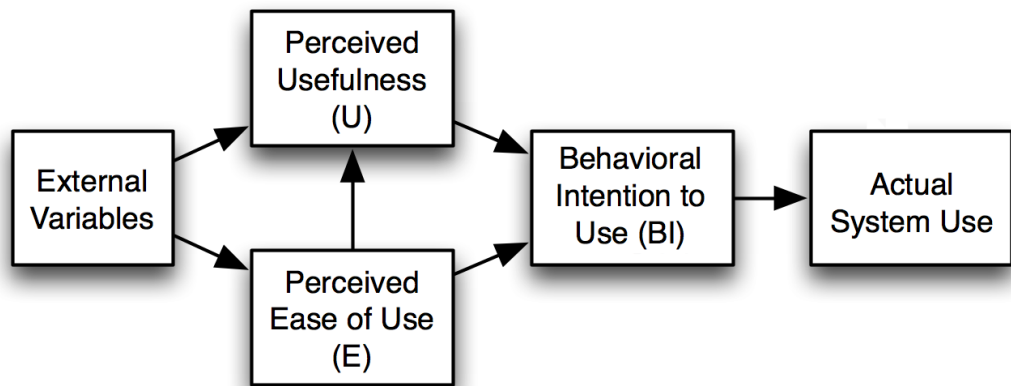 External
Variables
Perceived
Usefulness
(U)
Perceived
Ease of Use
(E)
Behavioral
Intention to
Use (BI)
Actual
System Use